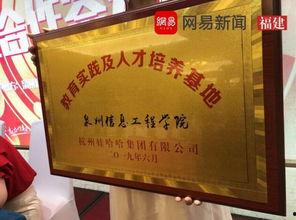 网易
网易新闻
福建
教育实践及人才培养基地
泉州信息工程学院
杭州娃哈哈集团有限公司
二〇一九年六月